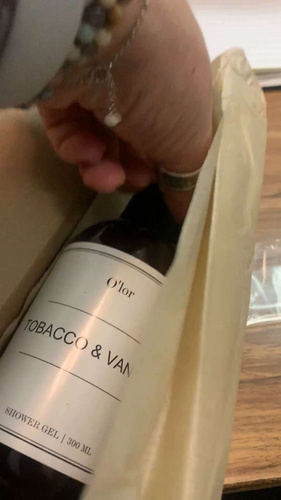 O'lor
TOBACCO & VAN
SHOWER GEL | 300 ML